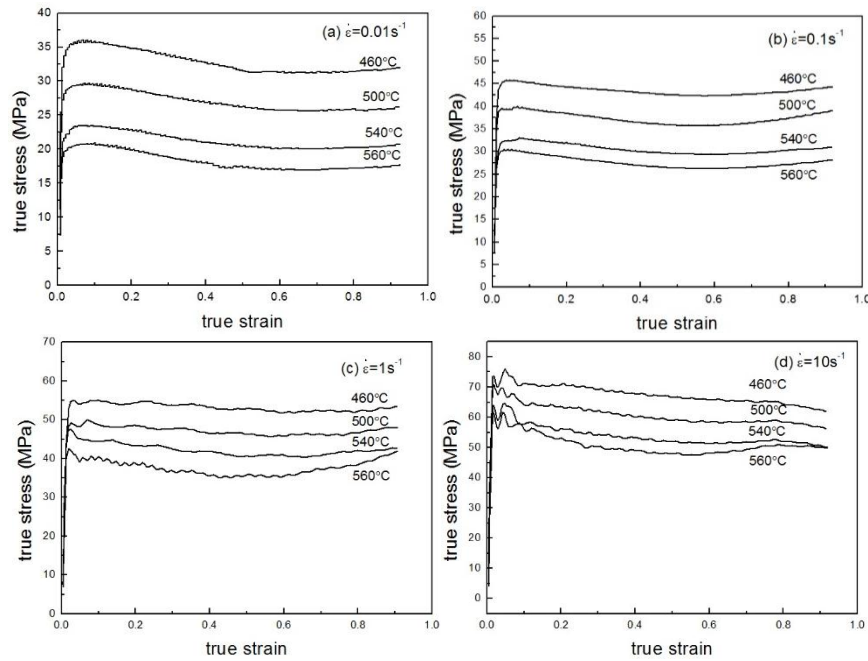 (a) ε̇=0.01s⁻¹
true stress (MPa)
40
35
30
25
20
15
10
5
0
460°C
500°C
540°C
560°C
0.0 0.2 0.4 0.6 0.8 1.0
true strain
(b) ε̇=0.1s⁻¹
true stress (MPa)
60
55
50
45
40
35
30
25
20
15
10
5
0
460°C
500°C
540°C
560°C
0.0 0.2 0.4 0.6 0.8 1.0
true strain
(c) ε̇=1s⁻¹
true stress (MPa)
70
60
50
40
30
20
10
0
460°C
500°C
540°C
560°C
0.0 0.2 0.4 0.6 0.8 1.0
true strain
(d) ε̇=10s⁻¹
true stress (MPa)
80
70
60
50
40
30
20
10
0
460°C
500°C
540°C
560°C
0.0 0.2 0.4 0.6 0.8 1.0
true strain